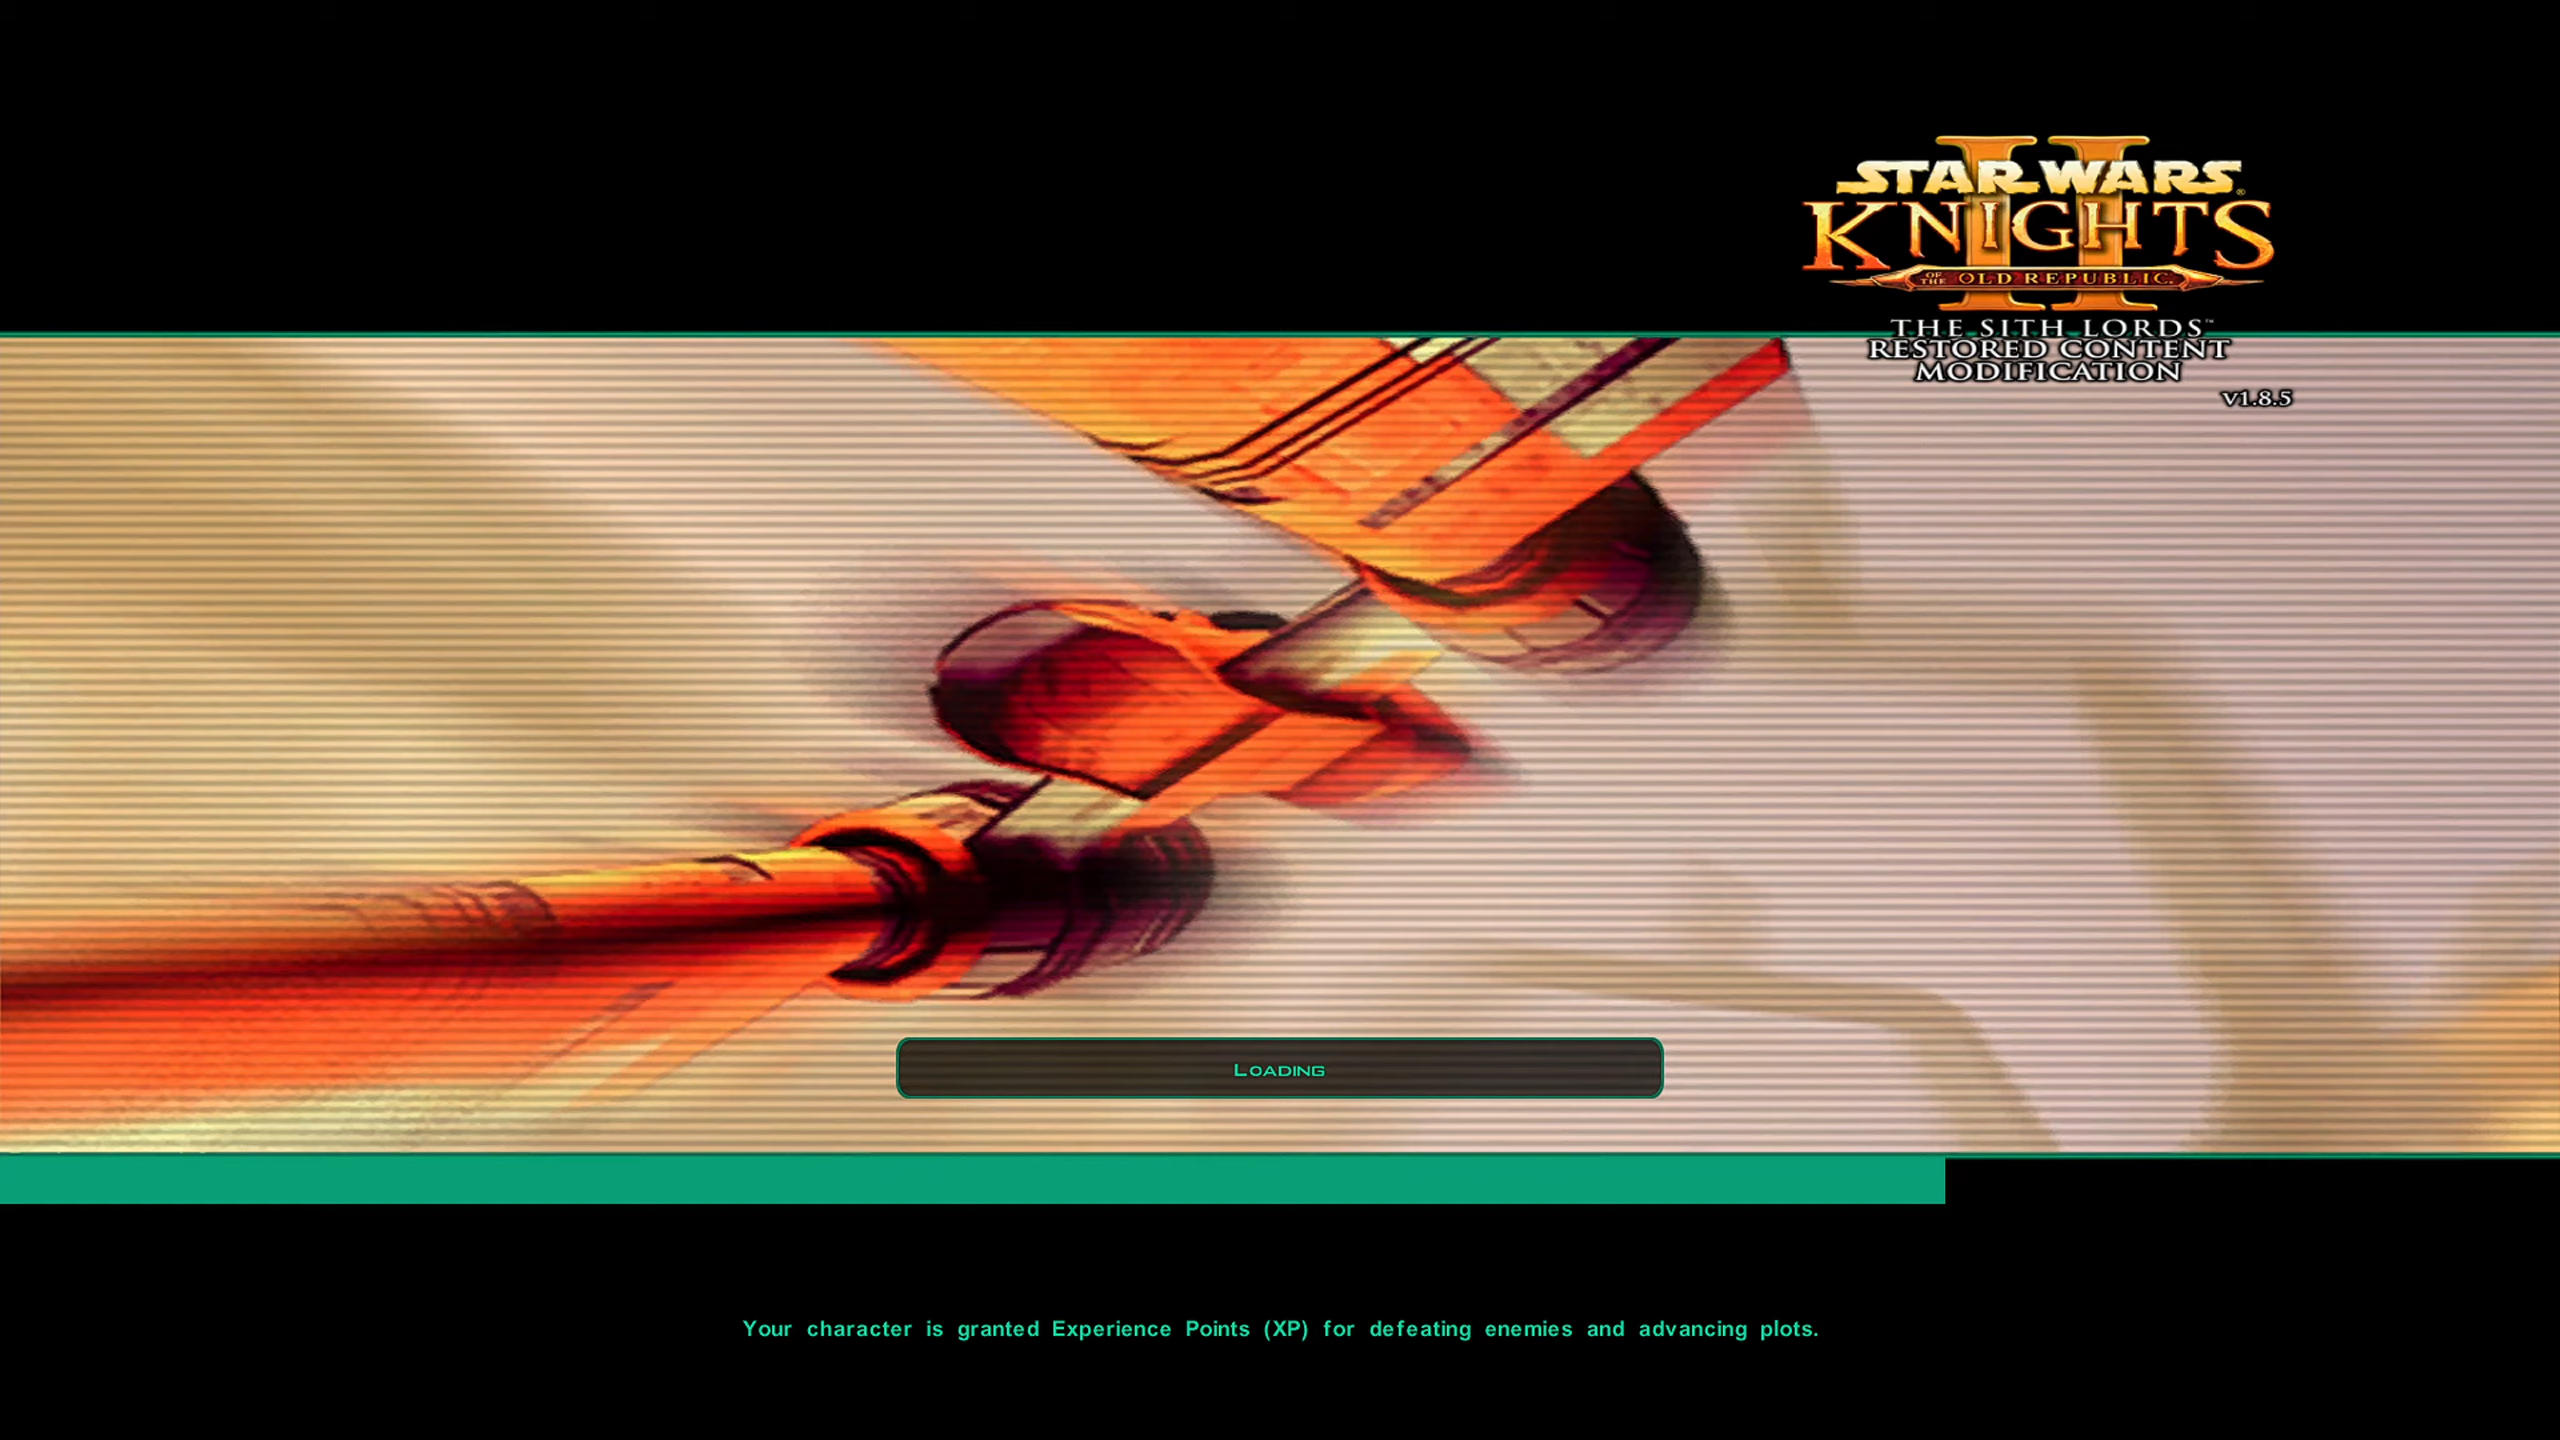 STAR WARS
KNIGHTS
II
OF THE OLD REPUBLIC
THE SITH LORDS™
RESTORED CONTENT
MODIFICATION
v1.8.5
LOADING
Your character is granted Experience Points (XP) for defeating enemies and advancing plots.